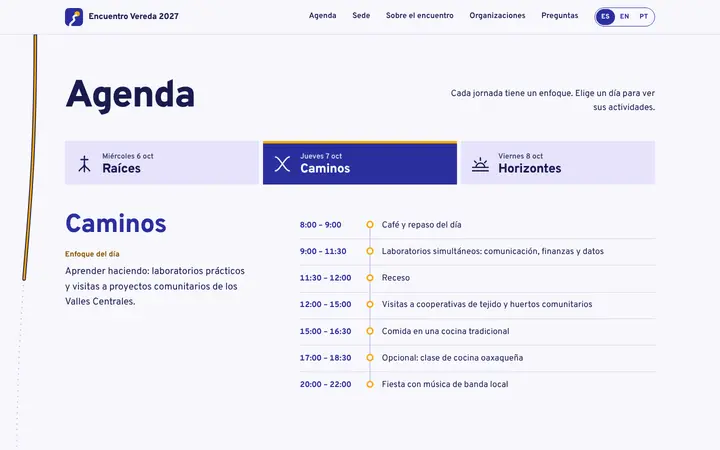 Encuentro Vereda 2027
Agenda
Sede
Sobre el encuentro
Organizaciones
Preguntas
ES
EN
PT
Agenda
Cada jornada tiene un enfoque. Elige un día para ver
sus actividades.
Miércoles 6 oct
Raíces
Jueves 7 oct
Caminos
Viernes 8 oct
Horizontes
Caminos
Enfoque del día
Aprender haciendo: laboratorios prácticos
y visitas a proyectos comunitarios de los
Valles Centrales.
8:00 – 9:00 Café y repaso del día
9:00 – 11:30 Laboratorios simultáneos: comunicación, finanzas y datos
11:30 – 12:00 Receso
12:00 – 15:00 Visitas a cooperativas de tejido y huertos comunitarios
15:00 – 16:30 Comida en una cocina tradicional
17:00 – 18:30 Opcional: clase de cocina oaxaqueña
20:00 – 22:00 Fiesta con música de banda local